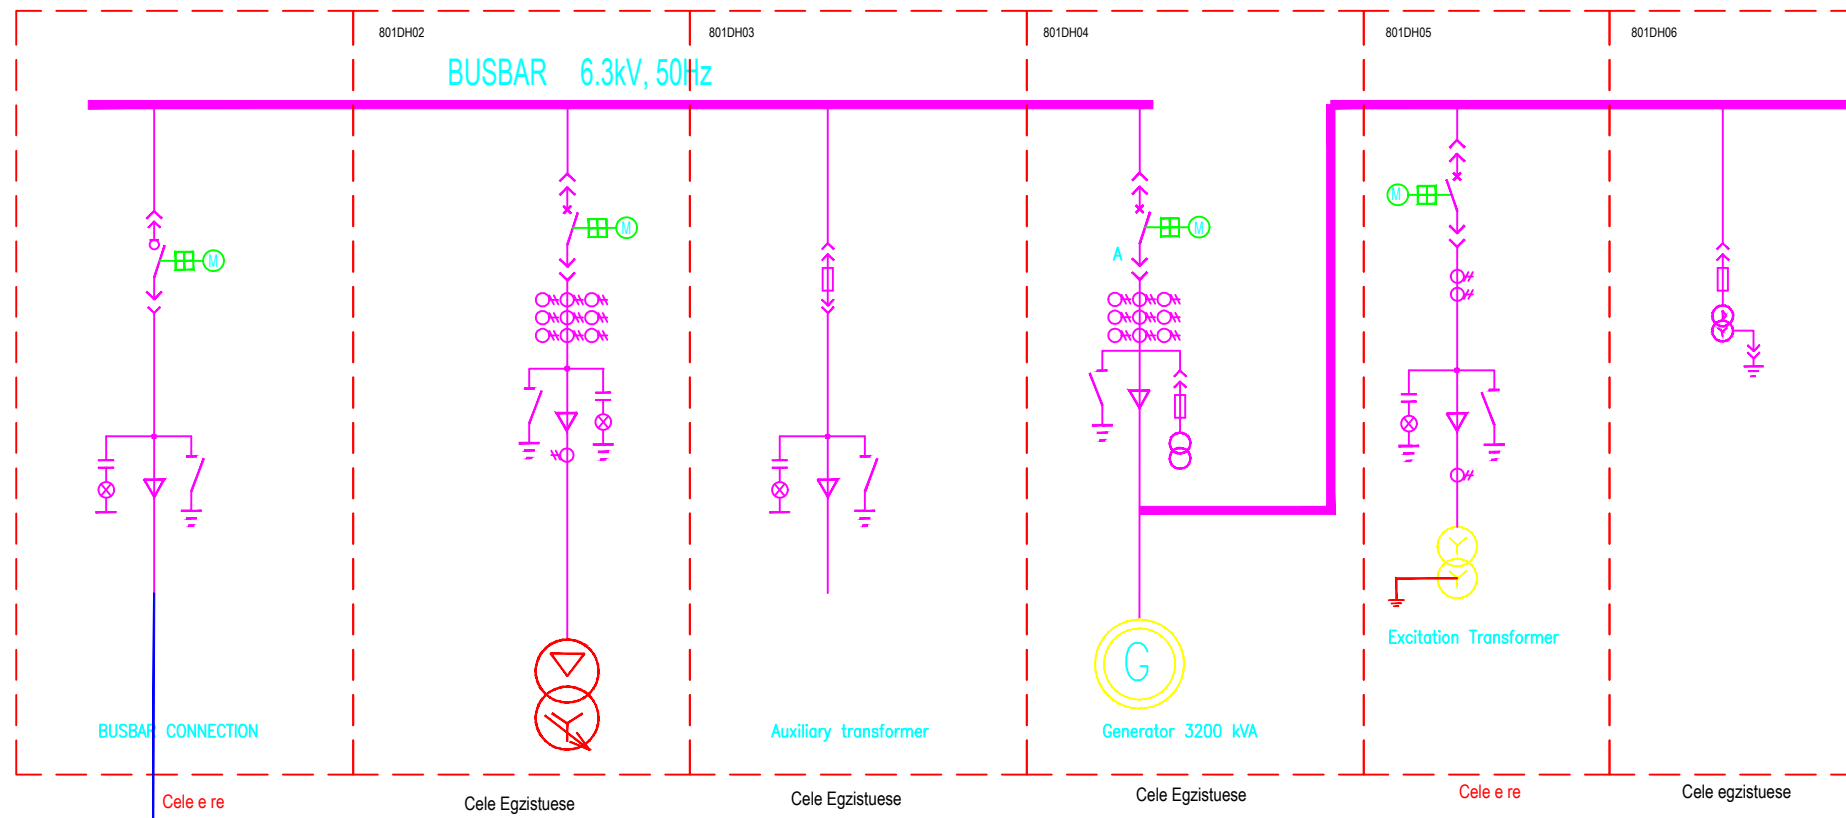 801DH02
801DH03
801DH04
801DH05
801DH06
BUSBAR 6.3kV, 50Hz
M
M
M
M
A
G
Excitation Transformer
BUSBAR CONNECTION
Auxiliary transformer
Generator 3200 kVA
Cele e re
Cele Egzistuese
Cele Egzistuese
Cele Egzistuese
Cele e re
Cele egzistuese